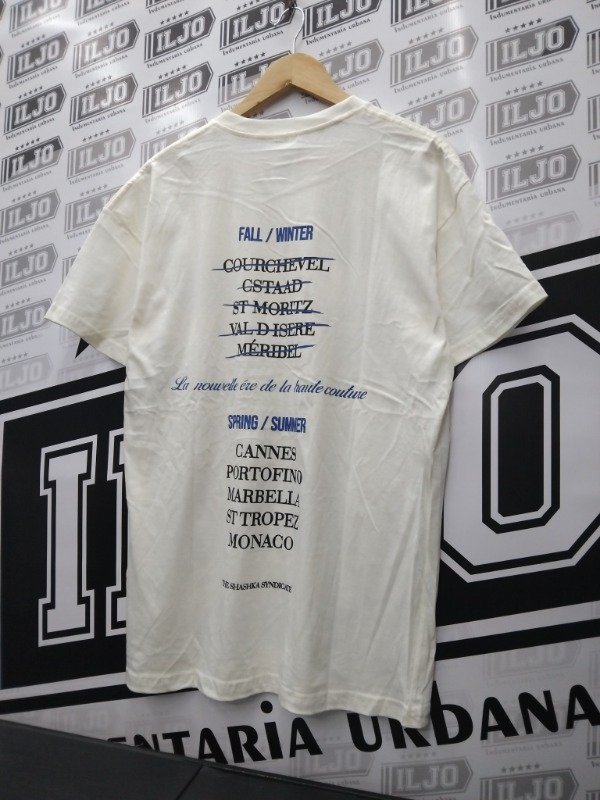 ILJO
INDUMENTARIA URBANA
FALL / WINTER
COURCHEVEL
GSTAAD
ST MORITZ
VAL D ISERE
MÉRIBEL
La nouvelle ère de la haute couture
SPRING / SUMNER
CANNES
PORTOFINO
MARBELLA
ST TROPEZ
MONACO
THE SHASHKA SYNDICATE
ENTARIA URBANA